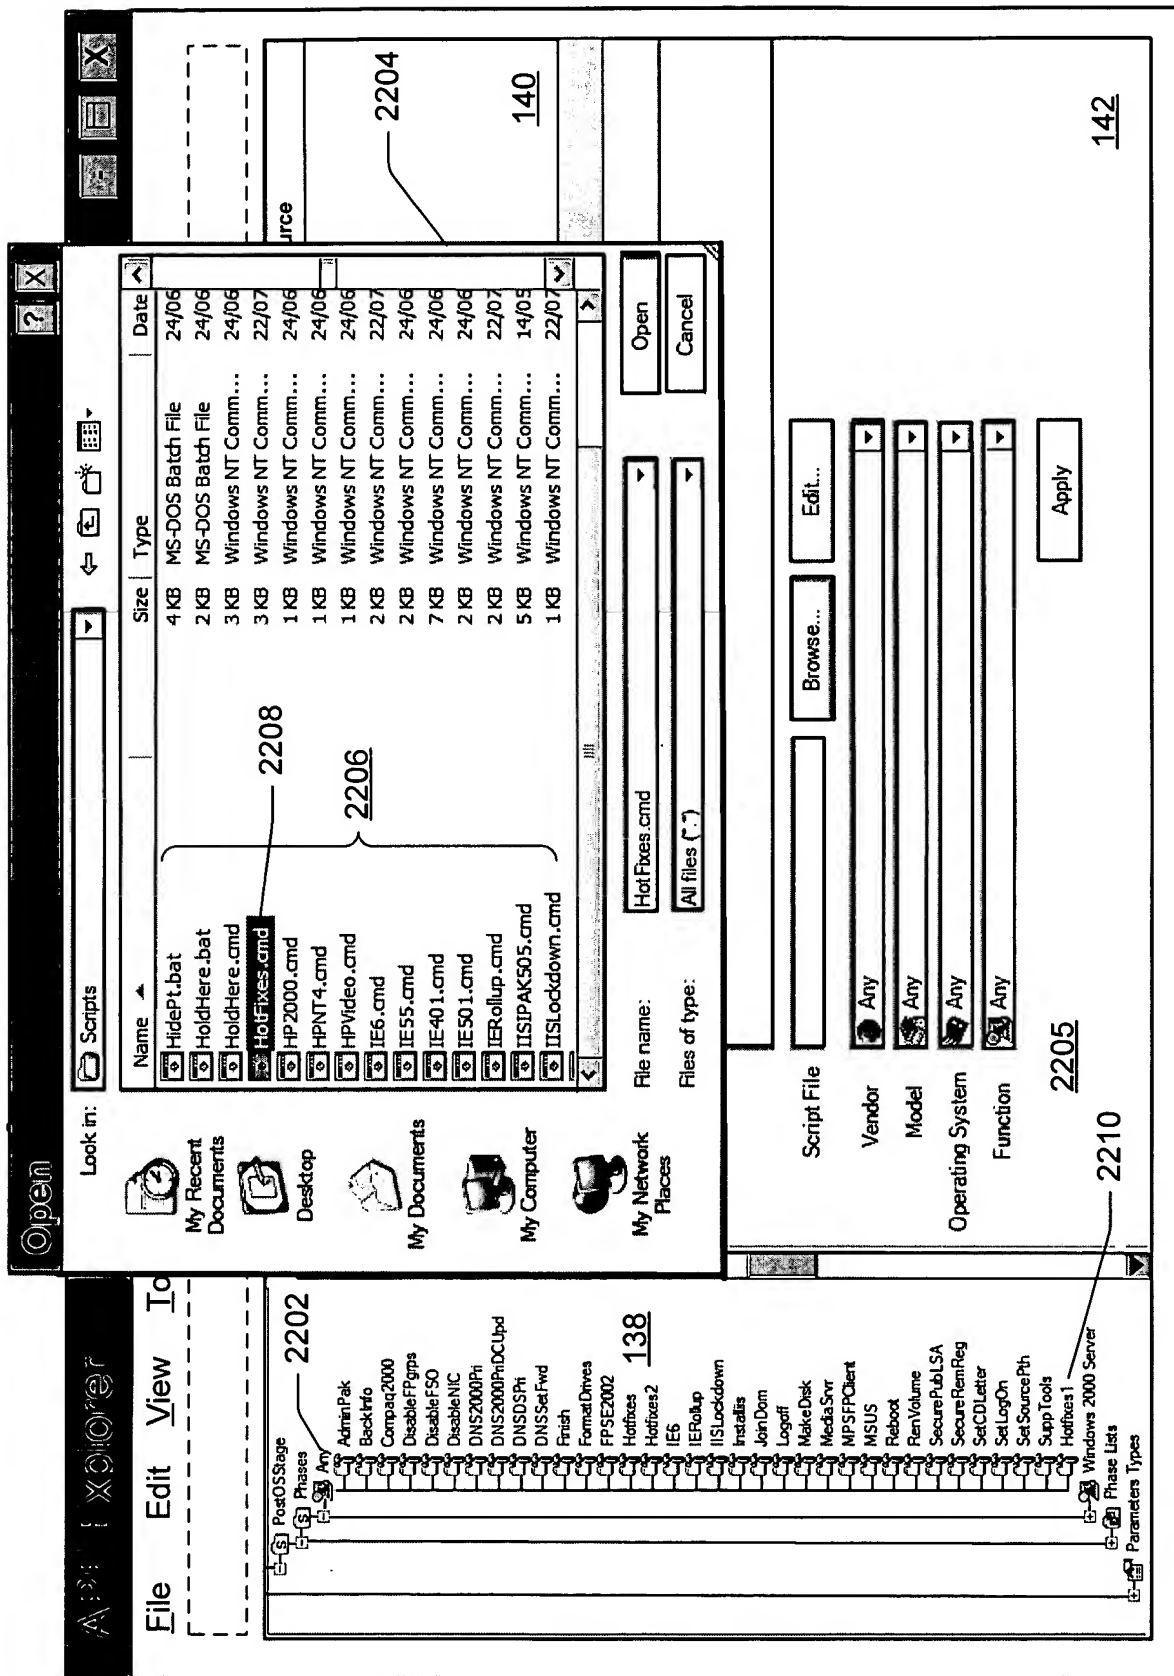 Open
? X
Look in: Scripts
Name Size Type Date
HidePt.bat 4 KB MS-DOS Batch File 24/06
HoldHere.bat 2 KB MS-DOS Batch File 24/06
HoldHere.cmd 3 KB Windows NT Comm... 24/06
HotFixes.cmd 3 KB Windows NT Comm... 22/07
HP2000.cmd 1 KB Windows NT Comm... 24/06
HPNT4.cmd 1 KB Windows NT Comm... 24/06
HPVideo.cmd 1 KB Windows NT Comm... 24/06
IE6.cmd 2 KB Windows NT Comm... 22/07
IE55.cmd 2 KB Windows NT Comm... 24/06
IE401.cmd 7 KB Windows NT Comm... 24/06
IE501.cmd 2 KB Windows NT Comm... 24/06
IERollup.cmd 2 KB Windows NT Comm... 22/07
IISIPAK505.cmd 5 KB Windows NT Comm... 14/05
IISLockdown.cmd 1 KB Windows NT Comm... 22/07
My Recent
Documents
Desktop
My Documents
My Computer
My Network
Places
File name: HotFixes.cmd Open
Files of type: All files (*.*) Cancel
2208
2206
2204
xplorer
X
File Edit View To
urce
2202
140
PostOSStage
Phases
Any
AdminPak
BackInfo
Compaq2000
DisableFPgrps
DisableFSO
DisableNIC
DNS2000Pri
DNS2000PriDCUpd
DNSDSPri
DNSSetFwd
Finish
FormatDrives
FPSE2002
Hotfixes
Hotfixes2
IE6
IERollup
IISLockdown
InstallIis
JoinDom
Logoff
MakeDisk
MediaSrvr
MPSFPClient
MSUS
Reboot
RenVolume
SecurePubLSA
SecureRemReg
SetCDLetter
SetLogOn
SetSourcePth
SuppTools
Hotfixes1
Windows 2000 Server
Phase Lists
Parameters Types
138
Script File Browse... Edit...
Vendor Any
Model Any
Operating System Any
Function Any
Apply
2205
2210
142